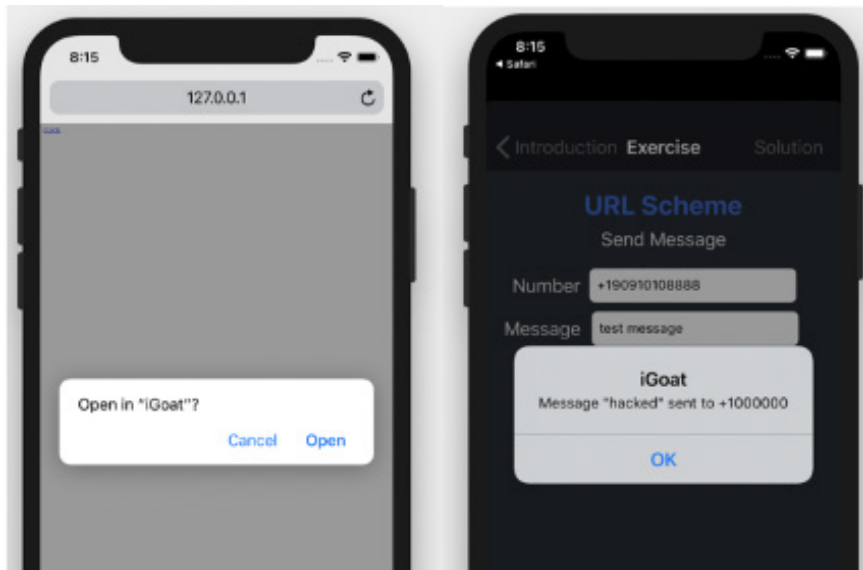 8:15
127.0.0.1
Open in "iGoat"?
Cancel Open
8:15
◀ Safari
Introduction Exercise Solution
URL Scheme
Send Message
Number +190910108888
Message test message
iGoat
Message "hacked" sent to +1000000
OK